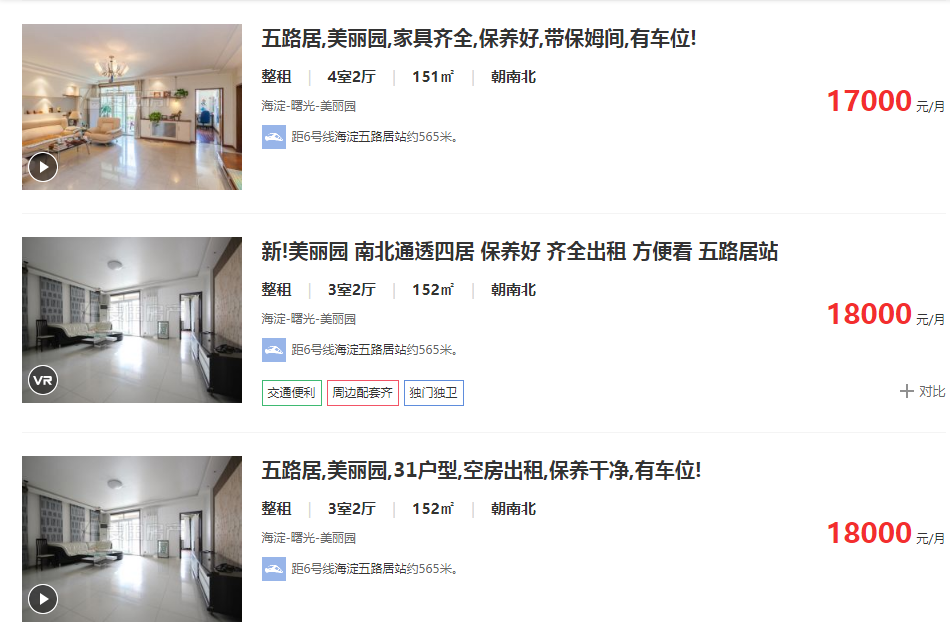 五路居,美丽园,家具齐全,保养好,带保姆间,有车位!
整租 | 4室2厅 | 151㎡ | 朝南北
17000 元/月
海淀-曙光-美丽园
距6号线海淀五路居站约565米。
新!美丽园 南北通透四居 保养好 齐全出租 方便看 五路居站
整租 | 3室2厅 | 152㎡ | 朝南北
18000 元/月
海淀-曙光-美丽园
距6号线海淀五路居站约565米。
VR
交通便利 周边配套齐 独门独卫
对比
五路居,美丽园,31户型,空房出租,保养干净,有车位!
整租 | 3室2厅 | 152㎡ | 朝南北
18000 元/月
海淀-曙光-美丽园
距6号线海淀五路居站约565米。